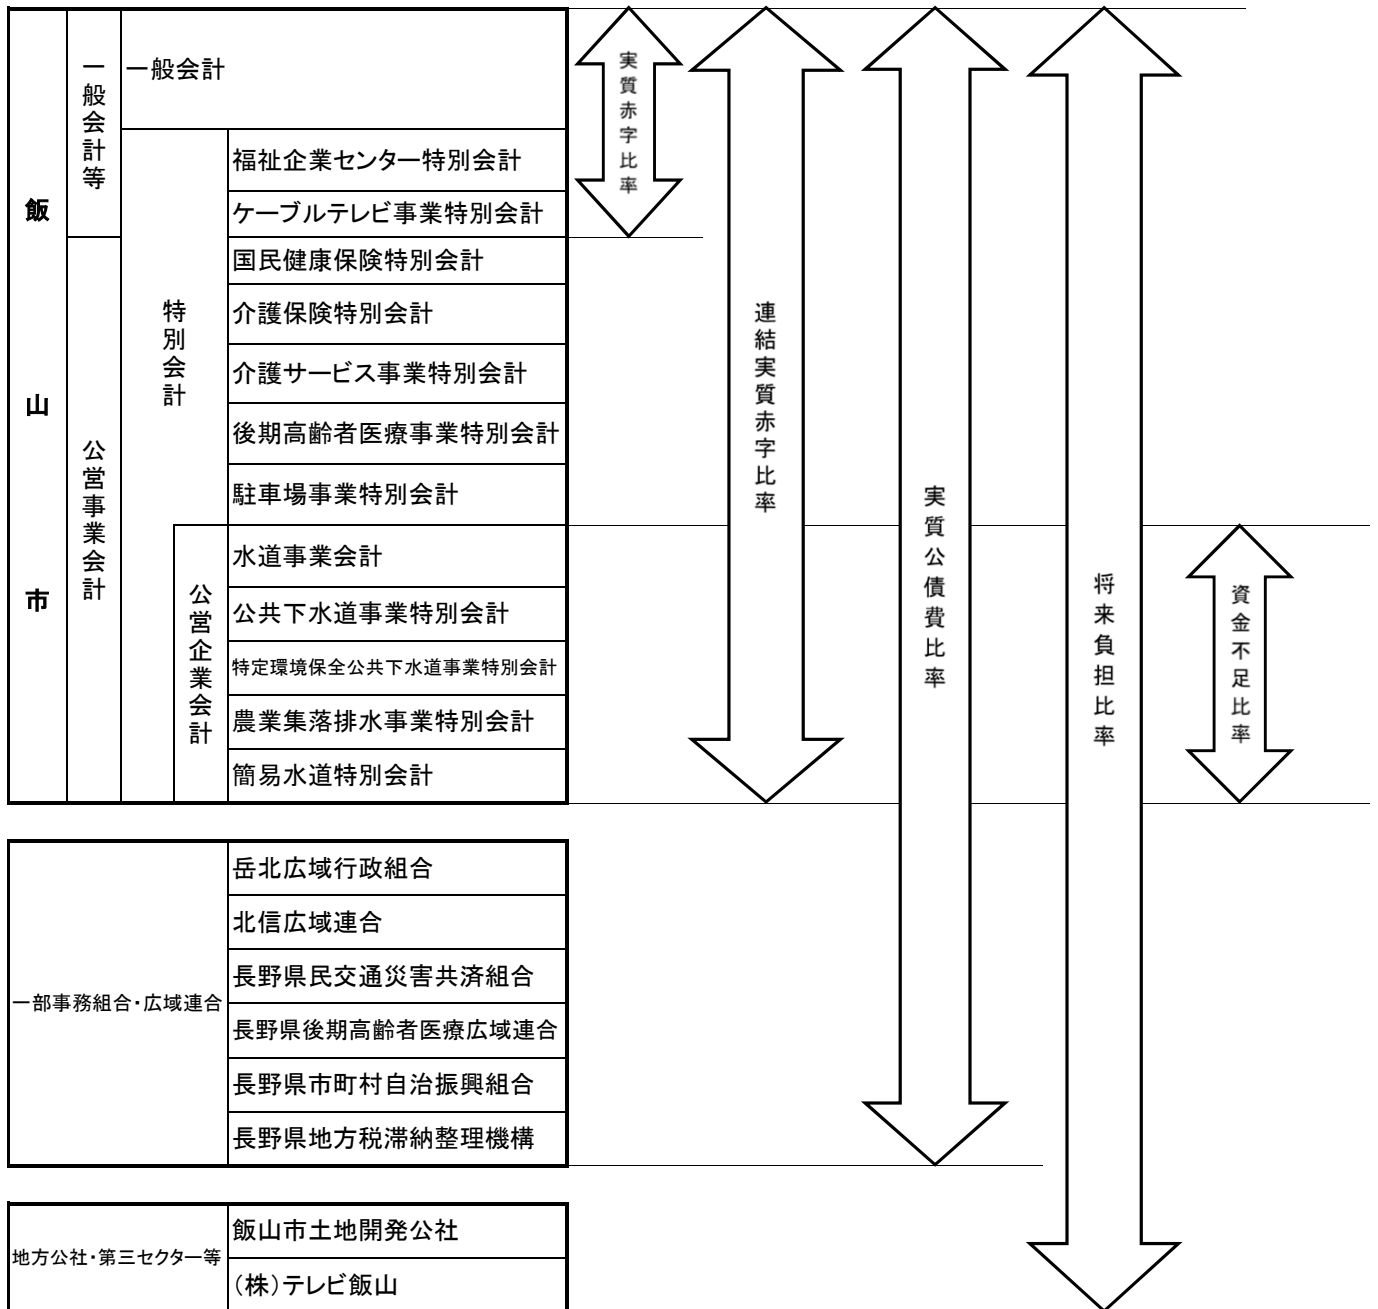 飯山市
一般会計等
一般会計
特別会計
福祉企業センター特別会計
ケーブルテレビ事業特別会計
公営事業会計
国民健康保険特別会計
介護保険特別会計
介護サービス事業特別会計
後期高齢者医療事業特別会計
駐車場事業特別会計
公営企業会計
水道事業会計
公共下水道事業特別会計
特定環境保全公共下水道事業特別会計
農業集落排水事業特別会計
簡易水道特別会計
実質赤字比率
連結実質赤字比率
実質公債費比率
将来負担比率
資金不足比率
一部事務組合・広域連合
岳北広域行政組合
北信広域連合
長野県民交通災害共済組合
長野県後期高齢者医療広域連合
長野県市町村自治振興組合
長野県地方税滞納整理機構
地方公社・第三セクター等
飯山市土地開発公社
(株)テレビ飯山